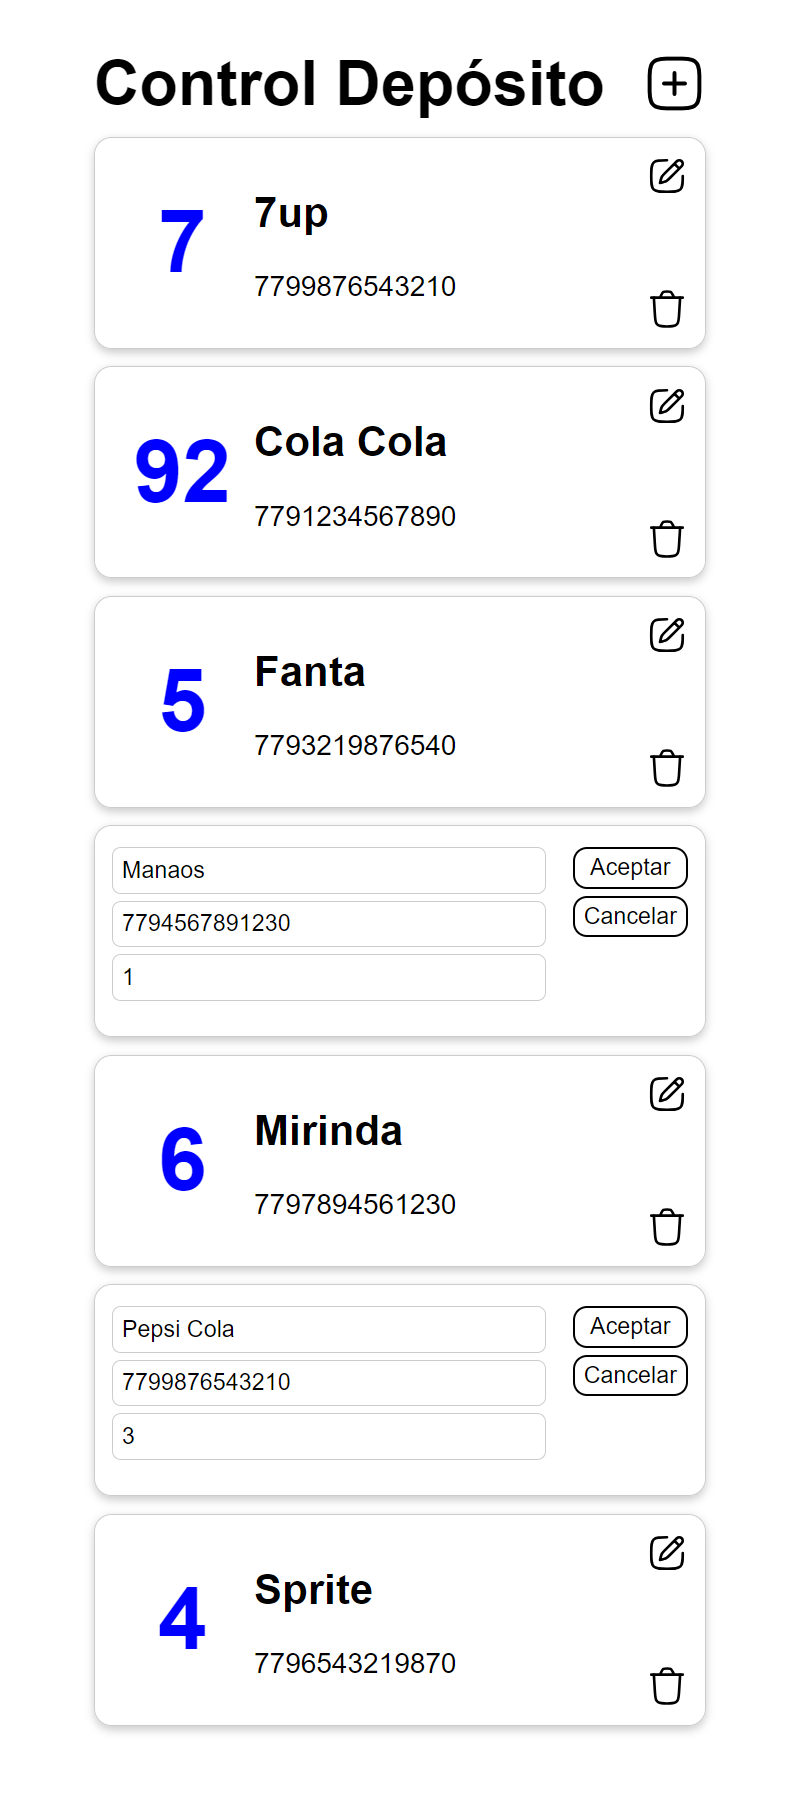 Control Depósito
7
7up
7799876543210
92
Cola Cola
7791234567890
5
Fanta
7793219876540
Manaos
Aceptar
7794567891230
Cancelar
1
6
Mirinda
7797894561230
Pepsi Cola
Aceptar
7799876543210
Cancelar
3
4
Sprite
7796543219870